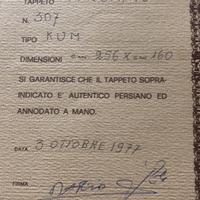 TAPPETO
N. 307
TIPO KUM
DIMENSIONI cm 256 X cm 160
SI GARANTISCE CHE IL TAPPETO SOPRA-
INDICATO E' AUTENTICO PERSIANO ED
ANNODATO A MANO.
DATA 3 OTTOBRE 1977
FIRMA